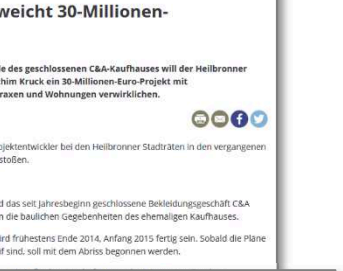 weicht 30-Millionen-
e des geschlossenen C&A-Kaufhauses will der Heilbronner
him Kruck ein 30-Millionen-Euro-Projekt mit
raxen und Wohnungen verwirklichen.
ojektentwickler bei den Heilbronner Stadträten in den vergangenen
stoßen.
d das seit Jahresbeginn geschlossene Bekleidungsgeschäft C&A
n die baulichen Gegebenheiten des ehemaligen Kaufhauses.
ird frühestens Ende 2014, Anfang 2015 fertig sein. Sobald die Pläne
f sind, soll mit dem Abriss begonnen werden.